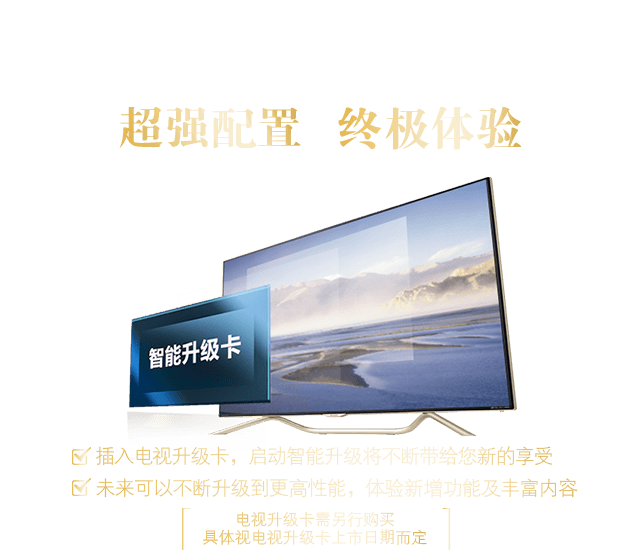 超强配置 终极体验
智能升级卡
插入电视升级卡，启动智能升级将不断带给您新的享受
未来可以不断升级到更高性能，体验新增功能及丰富内容
电视升级卡需另行购买
具体视电视升级卡上市日期而定